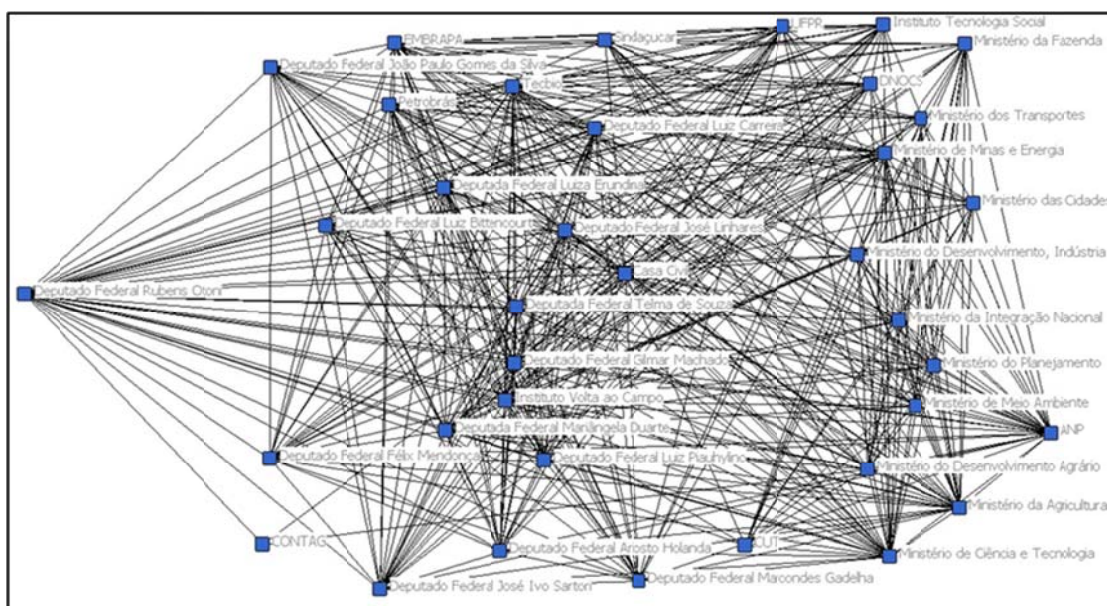 UFPR
Instituto Tecnologia Social
EMBRAPA
Sindaçucar
Ministério da Fazenda
Deputado Federal João Paulo Gomes da Silva
Tecbio
DNOCS
Petrobrás
Ministério dos Transportes
Deputado Federal Luiz Carreira
Ministério de Minas e Energia
Deputada Federal Luiza Erundina
Ministério das Cidades
Deputado Federal Luiz Bittencourt
Deputado Federal José Linhares
Ministério do Desenvolvimento, Indústria
Casa Civil
Deputado Federal Rubens Otoni
Deputada Federal Telma de Souza
Ministério da Integração Nacional
Deputado Federal Gilmar Machado
Ministério do Planejamento
Instituto Volta ao Campo
Ministério de Meio Ambiente
Deputada Federal Mariângela Duarte
ANP
Deputado Federal Félix Mendonça
Deputado Federal Luiz Piauhylino
Ministério do Desenvolvimento Agrário
Ministério da Agricultura
CONTAG
Deputado Federal Ariosto Holanda
CUT
Ministério de Ciência e Tecnologia
Deputado Federal José Ivo Sartori
Deputado Federal Marcondes Gadelha